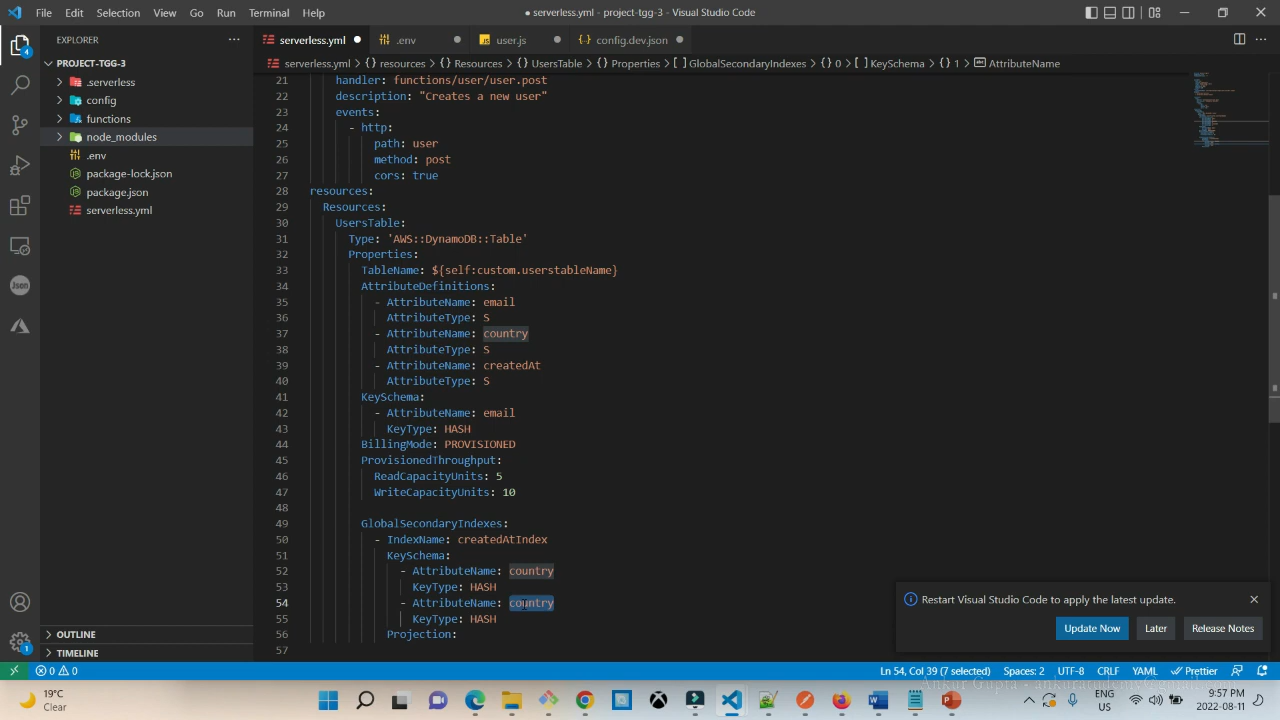 File Edit Selection View Go Run Terminal Help
● serverless.yml - project-tgg-3 - Visual Studio Code
EXPLORER
serverless.yml
.env
user.js
config.dev.json
PROJECT-TGG-3
serverless.yml > {} resources > {} Resources > UsersTable > {} Properties > [ ] GlobalSecondaryIndexes > {} 0 > [ ] KeySchema > {} 1 > AttributeName
.serverless
config
functions
node_modules
.env
package-lock.json
package.json
serverless.yml
21 handler: functions/user/user.post
22 description: "Creates a new user"
23 events:
24 - http:
25 path: user
26 method: post
27 cors: true
28 resources:
29 Resources:
30 UsersTable:
31 Type: 'AWS::DynamoDB::Table'
32 Properties:
33 TableName: ${self:custom.userstableName}
34 AttributeDefinitions:
35 - AttributeName: email
36 AttributeType: S
37 - AttributeName: country
38 AttributeType: S
39 - AttributeName: createdAt
40 AttributeType: S
41 KeySchema:
42 - AttributeName: email
43 KeyType: HASH
44 BillingMode: PROVISIONED
45 ProvisionedThroughput:
46 ReadCapacityUnits: 5
47 WriteCapacityUnits: 10
48
49 GlobalSecondaryIndexes:
50 - IndexName: createdAtIndex
51 KeySchema:
52 - AttributeName: country
53 KeyType: HASH
54 - AttributeName: country
55 KeyType: HASH
56 Projection:
57
Restart Visual Studio Code to apply the latest update.
Update Now Later Release Notes
OUTLINE
TIMELINE
4
1
Json
0 0 Ln 54, Col 39 (7 selected) Spaces: 2 UTF-8 CRLF YAML Prettier
19°C
Clear
ENG
US
9:57 PM
2022-08-11